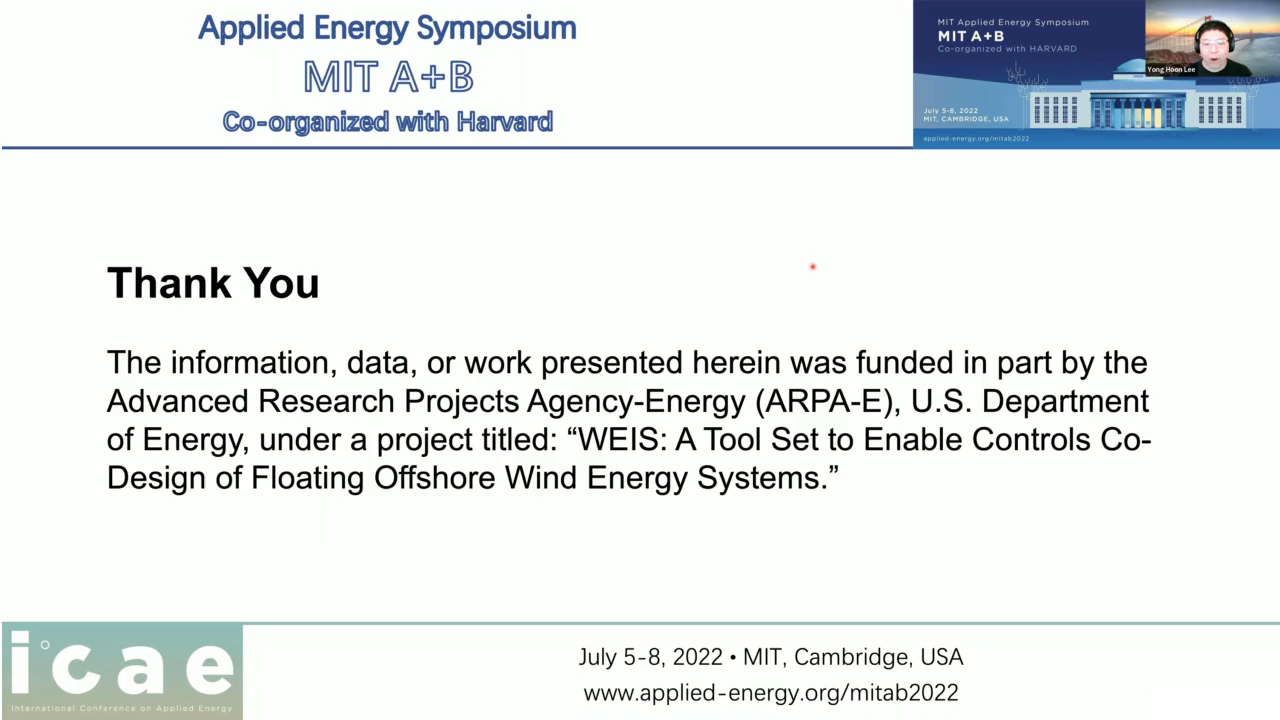 Applied Energy Symposium
MIT A+B
Co-organized with Harvard
MIT Applied Energy Symposium
MIT A+B
Co-organized with HARVARD
Yong Hoon Lee
July 5-8, 2022
MIT, CAMBRIDGE, USA
applied-energy.org/mitab2022
Thank You
The information, data, or work presented herein was funded in part by the
Advanced Research Projects Agency-Energy (ARPA-E), U.S. Department
of Energy, under a project titled: “WEIS: A Tool Set to Enable Controls Co-
Design of Floating Offshore Wind Energy Systems.”
icae
International Conference on Applied Energy
July 5-8, 2022 • MIT, Cambridge, USA
www.applied-energy.org/mitab2022